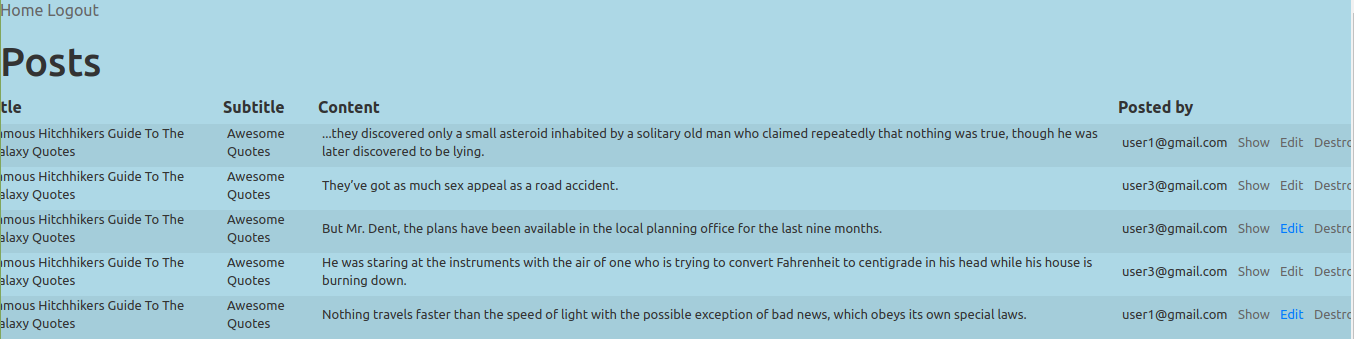 Home Logout
Posts
tle Subtitle Content Posted by
amous Hitchhikers Guide To The Awesome ...they discovered only a small asteroid inhabited by a solitary old man who claimed repeatedly that nothing was true, though he was user1@gmail.com Show Edit Destro
alaxy Quotes Quotes later discovered to be lying.
amous Hitchhikers Guide To The Awesome They've got as much sex appeal as a road accident. user3@gmail.com Show Edit Destro
alaxy Quotes Quotes
amous Hitchhikers Guide To The Awesome But Mr. Dent, the plans have been available in the local planning office for the last nine months. user3@gmail.com Show Edit Destro
alaxy Quotes Quotes
amous Hitchhikers Guide To The Awesome He was staring at the instruments with the air of one who is trying to convert Fahrenheit to centigrade in his head while his house is user3@gmail.com Show Edit Destro
alaxy Quotes Quotes burning down.
amous Hitchhikers Guide To The Awesome Nothing travels faster than the speed of light with the possible exception of bad news, which obeys its own special laws. user1@gmail.com Show Edit Destro
alaxy Quotes Quotes